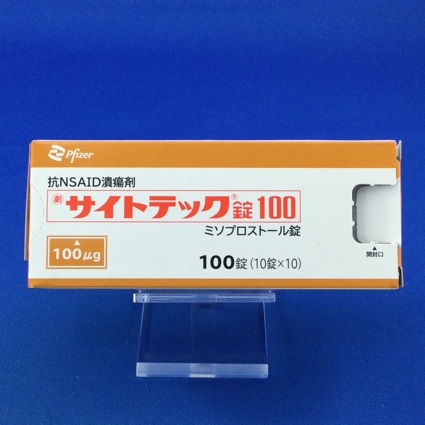 Pfizer
抗NSAID潰瘍剤
劇 サイトテック®錠100
ミソプロストール錠
100μg
100錠(10錠×10)
開封口